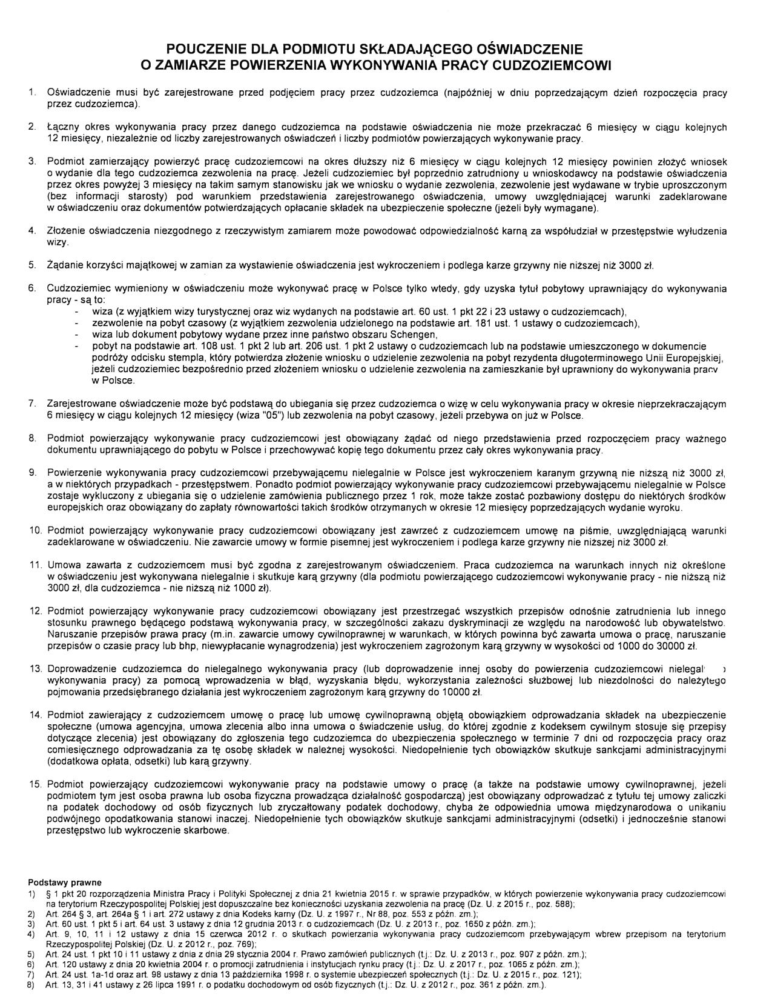 POUCZENIE DLA PODMIOTU SKŁADAJĄCEGO OŚWIADCZENIE
O ZAMIARZE POWIERZENIA WYKONYWANIA PRACY CUDZOZIEMCOWI
1. Oświadczenie musi być zarejestrowane przed podjęciem pracy przez cudzoziemca (najpóźniej w dniu poprzedzającym dzień rozpoczęcia pracy
przez cudzoziemca).
2. Łączny okres wykonywania pracy przez danego cudzoziemca na podstawie oświadczenia nie może przekraczać 6 miesięcy w ciągu kolejnych
12 miesięcy, niezależnie od liczby zarejestrowanych oświadczeń i liczby podmiotów powierzających wykonywanie pracy.
3. Podmiot zamierzający powierzyć pracę cudzoziemcowi na okres dłuższy niż 6 miesięcy w ciągu kolejnych 12 miesięcy powinien złożyć wniosek
o wydanie dla tego cudzoziemca zezwolenia na pracę. Jeżeli cudzoziemiec był poprzednio zatrudniony u wnioskodawcy na podstawie oświadczenia
przez okres powyżej 3 miesięcy na takim samym stanowisku jak we wniosku o wydanie zezwolenia, zezwolenie jest wydawane w trybie uproszczonym
(bez informacji starosty) pod warunkiem przedstawienia zarejestrowanego oświadczenia, umowy uwzględniającej warunki zadeklarowane
w oświadczeniu oraz dokumentów potwierdzających opłacanie składek na ubezpieczenie społeczne (jeżeli były wymagane).
4. Złożenie oświadczenia niezgodnego z rzeczywistym zamiarem może powodować odpowiedzialność karną za współudział w przestępstwie wyłudzenia
wizy.
5. Żądanie korzyści majątkowej w zamian za wystawienie oświadczenia jest wykroczeniem i podlega karze grzywny nie niższej niż 3000 zł.
6. Cudzoziemiec wymieniony w oświadczeniu może wykonywać pracę w Polsce tylko wtedy, gdy uzyska tytuł pobytowy uprawniający do wykonywania
pracy - są to:
- wiza (z wyjątkiem wizy turystycznej oraz wiz wydanych na podstawie art. 60 ust. 1 pkt 22 i 23 ustawy o cudzoziemcach),
- zezwolenie na pobyt czasowy (z wyjątkiem zezwolenia udzielonego na podstawie art. 181 ust. 1 ustawy o cudzoziemcach),
- wiza lub dokument pobytowy wydane przez inne państwo obszaru Schengen,
- pobyt na podstawie art. 108 ust. 1 pkt 2 lub art. 206 ust. 1 pkt 2 ustawy o cudzoziemcach lub na podstawie umieszczonego w dokumencie
podróży odcisku stempla, który potwierdza złożenie wniosku o udzielenie zezwolenia na pobyt rezydenta długoterminowego Unii Europejskiej,
jeżeli cudzoziemiec bezpośrednio przed złożeniem wniosku o udzielenie zezwolenia na zamieszkanie był uprawniony do wykonywania pracy
w Polsce.
7. Zarejestrowane oświadczenie może być podstawą do ubiegania się przez cudzoziemca o wizę w celu wykonywania pracy w okresie nieprzekraczającym
6 miesięcy w ciągu kolejnych 12 miesięcy (wiza "05") lub zezwolenia na pobyt czasowy, jeżeli przebywa on już w Polsce.
8. Podmiot powierzający wykonywanie pracy cudzoziemcowi jest obowiązany żądać od niego przedstawienia przed rozpoczęciem pracy ważnego
dokumentu uprawniającego do pobytu w Polsce i przechowywać kopię tego dokumentu przez cały okres wykonywania pracy.
9. Powierzenie wykonywania pracy cudzoziemcowi przebywającemu nielegalnie w Polsce jest wykroczeniem karanym grzywną nie niższą niż 3000 zł,
a w niektórych przypadkach - przestępstwem. Ponadto podmiot powierzający wykonywanie pracy cudzoziemcowi przebywającemu nielegalnie w Polsce
zostaje wykluczony z ubiegania się o udzielenie zamówienia publicznego przez 1 rok, może także zostać pozbawiony dostępu do niektórych środków
europejskich oraz obowiązany do zapłaty równowartości takich środków otrzymanych w okresie 12 miesięcy poprzedzających wydanie wyroku.
10. Podmiot powierzający wykonywanie pracy cudzoziemcowi obowiązany jest zawrzeć z cudzoziemcem umowę na piśmie, uwzględniającą warunki
zadeklarowane w oświadczeniu. Nie zawarcie umowy w formie pisemnej jest wykroczeniem i podlega karze grzywny nie niższej niż 3000 zł.
11. Umowa zawarta z cudzoziemcem musi być zgodna z zarejestrowanym oświadczeniem. Praca cudzoziemca na warunkach innych niż określone
w oświadczeniu jest wykonywana nielegalnie i skutkuje karą grzywny (dla podmiotu powierzającego cudzoziemcowi wykonywanie pracy - nie niższą niż
3000 zł, dla cudzoziemca - nie niższą niż 1000 zł).
12. Podmiot powierzający wykonywanie pracy cudzoziemcowi obowiązany jest przestrzegać wszystkich przepisów odnośnie zatrudnienia lub innego
stosunku prawnego będącego podstawą wykonywania pracy, w szczególności zakazu dyskryminacji ze względu na narodowość lub obywatelstwo.
Naruszanie przepisów prawa pracy (m.in. zawarcie umowy cywilnoprawnej w warunkach, w których powinna być zawarta umowa o pracę, naruszanie
przepisów o czasie pracy lub bhp, niewypłacanie wynagrodzenia) jest wykroczeniem zagrożonym karą grzywny w wysokości od 1000 do 30000 zł.
13. Doprowadzenie cudzoziemca do nielegalnego wykonywania pracy (lub doprowadzenie innej osoby do powierzenia cudzoziemcowi
wykonywania pracy) za pomocą wprowadzenia w błąd, wyzyskania błędu, wykorzystania zależności służbowej lub niezdolności do należytego
pojmowania przedsiębranego działania jest wykroczeniem zagrożonym karą grzywny do 10000 zł.
14. Podmiot zawierający z cudzoziemcem umowę o pracę lub umowę cywilnoprawną objętą obowiązkiem odprowadzania składek na ubezpieczenie
społeczne (umowa agencyjna, umowa zlecenia albo inna umowa o świadczenie usług, do której zgodnie z kodeksem cywilnym stosuje się przepisy
dotyczące zlecenia) jest obowiązany do zgłoszenia tego cudzoziemca do ubezpieczenia społecznego w terminie 7 dni od rozpoczęcia pracy oraz
comiesięcznego odprowadzania za tę osobę składek w należnej wysokości. Niedopełnienie tych obowiązków skutkuje sankcjami administracyjnymi
(dodatkowa opłata, odsetki) lub karą grzywny.
15. Podmiot powierzający cudzoziemcowi wykonywanie pracy na podstawie umowy o pracę (a także na podstawie umowy cywilnoprawnej, jeżeli
podmiotem tym jest osoba prawna lub osoba fizyczna prowadząca działalność gospodarczą) jest obowiązany odprowadzać z tytułu tej umowy zaliczki
na podatek dochodowy od osób fizycznych lub zryczałtowany podatek dochodowy, chyba że odpowiednia umowa międzynarodowa o unikaniu
podwójnego opodatkowania stanowi inaczej. Niedopełnienie tych obowiązków skutkuje sankcjami administracyjnymi (odsetki) i jednocześnie stanowi
przestępstwo lub wykroczenie skarbowe.
Podstawy prawne
1) § 1 pkt 20 rozporządzenia Ministra Pracy i Polityki Społecznej z dnia 21 kwietnia 2015 r. w sprawie przypadków, w których powierzenie wykonywania pracy cudzoziemcowi
na terytorium Rzeczypospolitej Polskiej jest dopuszczalne bez konieczności uzyskania zezwolenia na pracę (Dz. U. z 2015 r., poz. 588);
2) Art. 264 § 3, art. 264a § 1 i art. 272 ustawy z dnia Kodeks karny (Dz. U. z 1997 r., Nr 88, poz. 553 z późn. zm.);
3) Art. 60 ust. 1 pkt 5 i art. 64 ust. 3 ustawy z dnia 12 grudnia 2013 r. o cudzoziemcach (Dz. U. z 2013 r., poz. 1650 z późn. zm.);
4) Art. 9, 10, 11 i 12 ustawy z dnia 15 czerwca 2012 r. o skutkach powierzania wykonywania pracy cudzoziemcom przebywającym wbrew przepisom na terytorium
Rzeczypospolitej Polskiej (Dz. U. z 2012 r., poz. 769);
5) Art. 24 ust. 1 pkt 10 i 11 ustawy z dnia z dnia 29 stycznia 2004 r. Prawo zamówień publicznych (t.j.: Dz. U. z 2013 r., poz. 907 z późn. zm.);
6) Art. 120 ustawy z dnia 20 kwietnia 2004 r. o promocji zatrudnienia i instytucjach rynku pracy (t.j.: Dz. U. z 2017 r., poz. 1065 z późn. zm.);
7) Art. 24 ust. 1a-1d oraz art. 98 ustawy z dnia 13 października 1998 r. o systemie ubezpieczeń społecznych (t.j.: Dz. U. z 2015 r., poz. 121);
8) Art. 13, 31 i 41 ustawy z 26 lipca 1991 r. o podatku dochodowym od osób fizycznych (t.j.: Dz. U. z 2012 r., poz. 361 z późn. zm.).